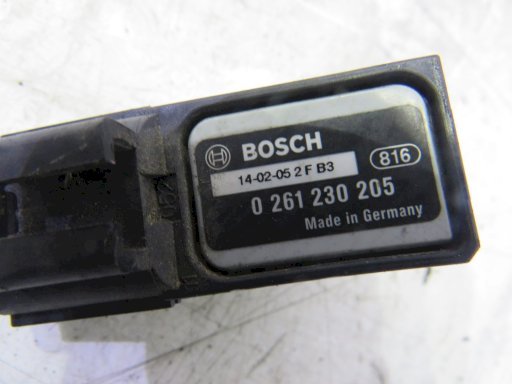 BOSCH
14-02-05 2 F B3
816
0 261 230 205
Made in Germany